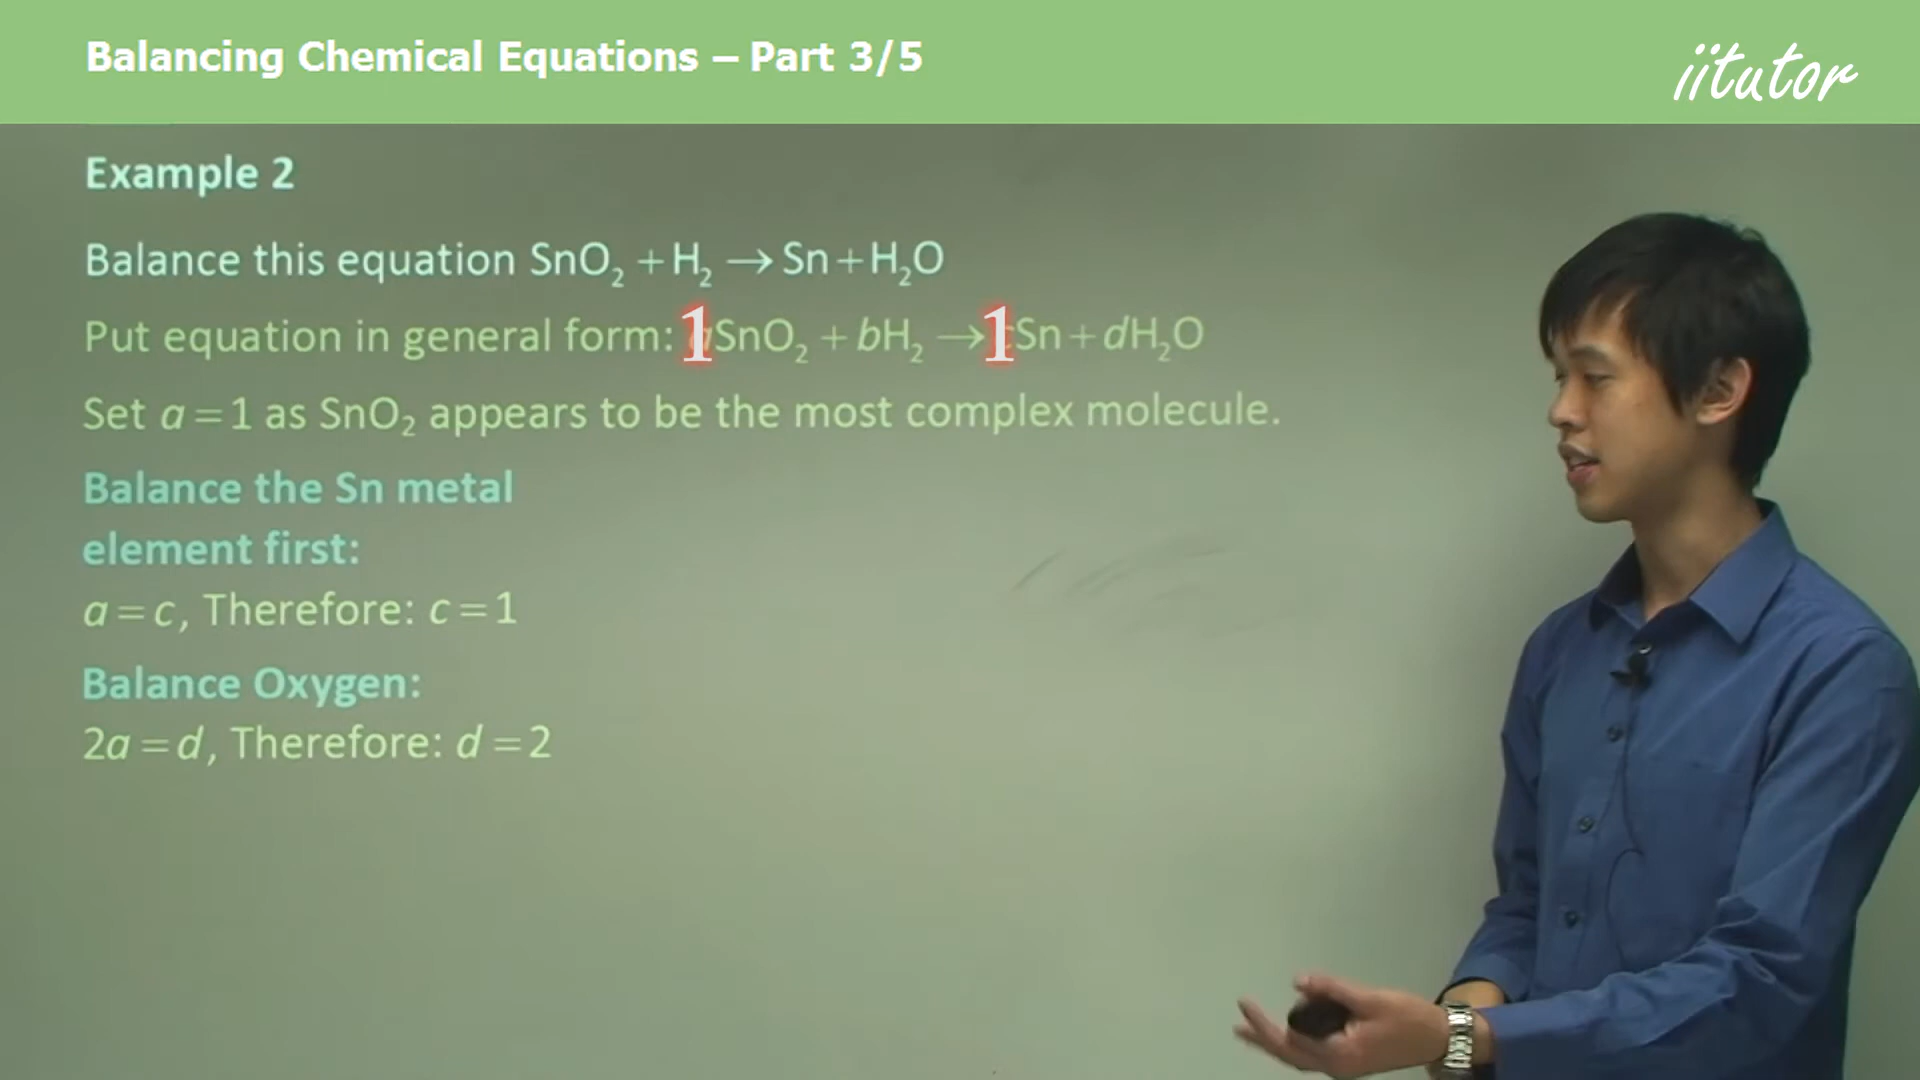 Balancing Chemical Equations – Part 3/5
iitutor
Example 2
Balance this equation SnO₂ + H₂ → Sn + H₂O
Put equation in general form: 1SnO₂ + bH₂ → 1Sn + dH₂O
Set a = 1 as SnO₂ appears to be the most complex molecule.
Balance the Sn metal
element first:
a = c, Therefore: c = 1
Balance Oxygen:
2a = d, Therefore: d = 2